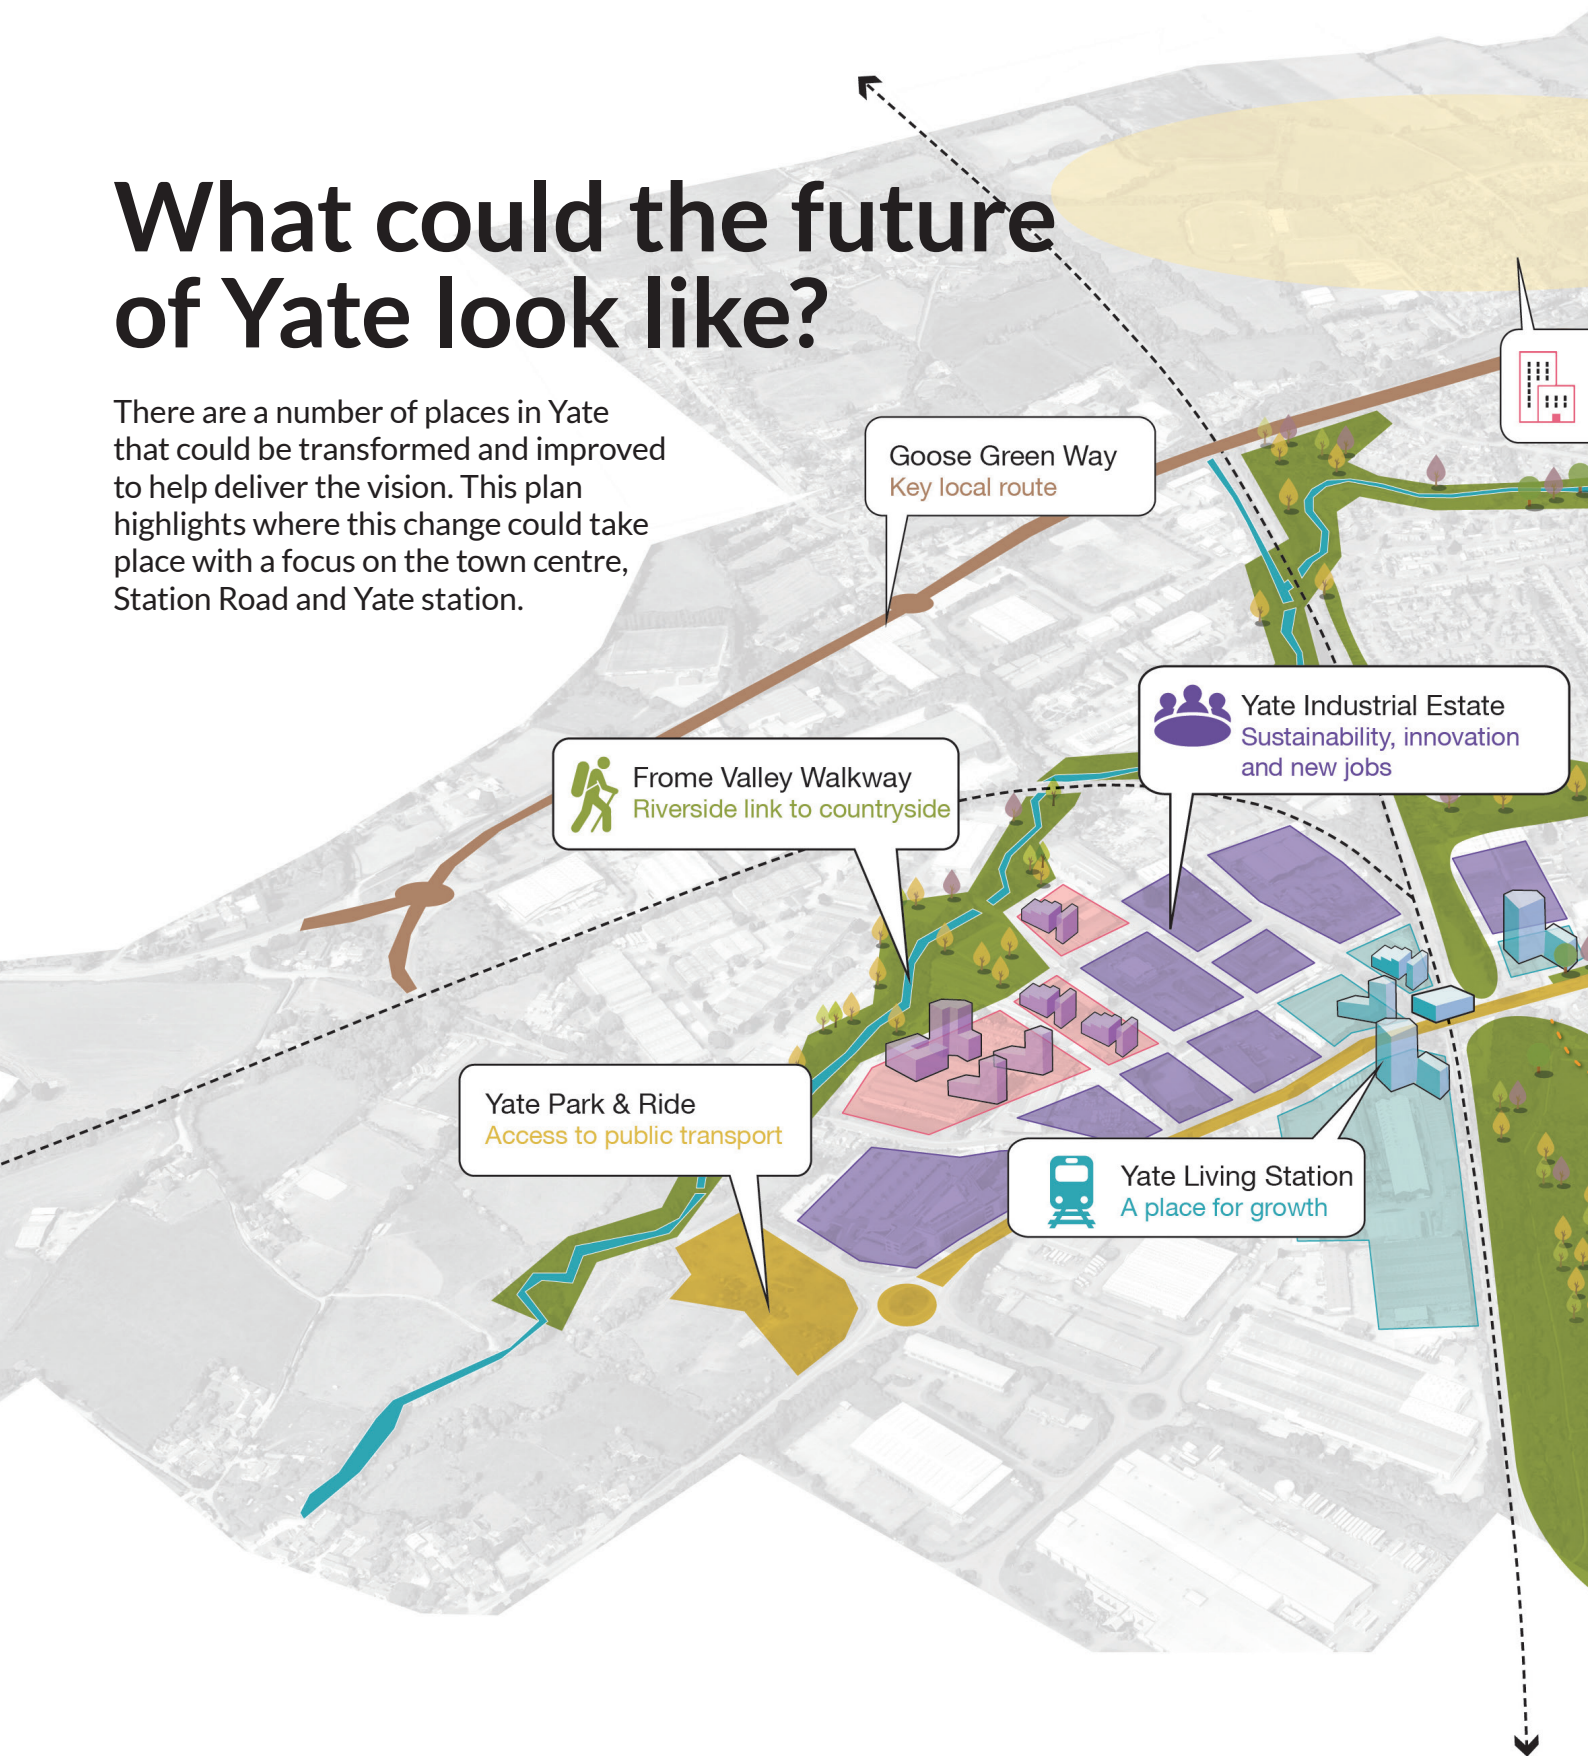 What could the future
of Yate look like?
There are a number of places in Yate
that could be transformed and improved
to help deliver the vision. This plan
highlights where this change could take
place with a focus on the town centre,
Station Road and Yate station.
Goose Green Way
Key local route
Yate Industrial Estate
Sustainability, innovation
and new jobs
Frome Valley Walkway
Riverside link to countryside
Yate Park & Ride
Access to public transport
Yate Living Station
A place for growth